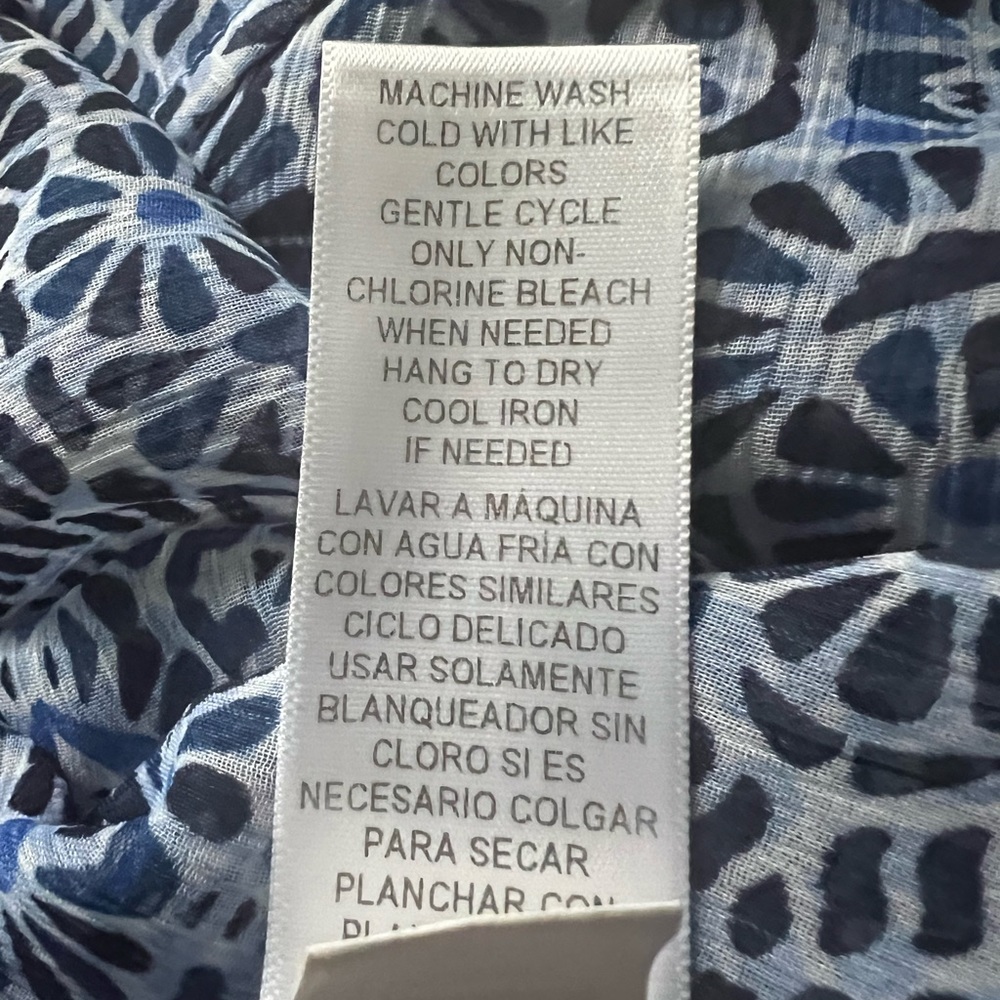 MACHINE WASH
COLD WITH LIKE
COLORS
GENTLE CYCLE
ONLY NON-
CHLORINE BLEACH
WHEN NEEDED
HANG TO DRY
COOL IRON
IF NEEDED
LAVAR A MÁQUINA
CON AGUA FRÍA CON
COLORES SIMILARES
CICLO DELICADO
USAR SOLAMENTE
BLANQUEADOR SIN
CLORO SI ES
NECESARIO COLGAR
PARA SECAR
PLANCHAR CON